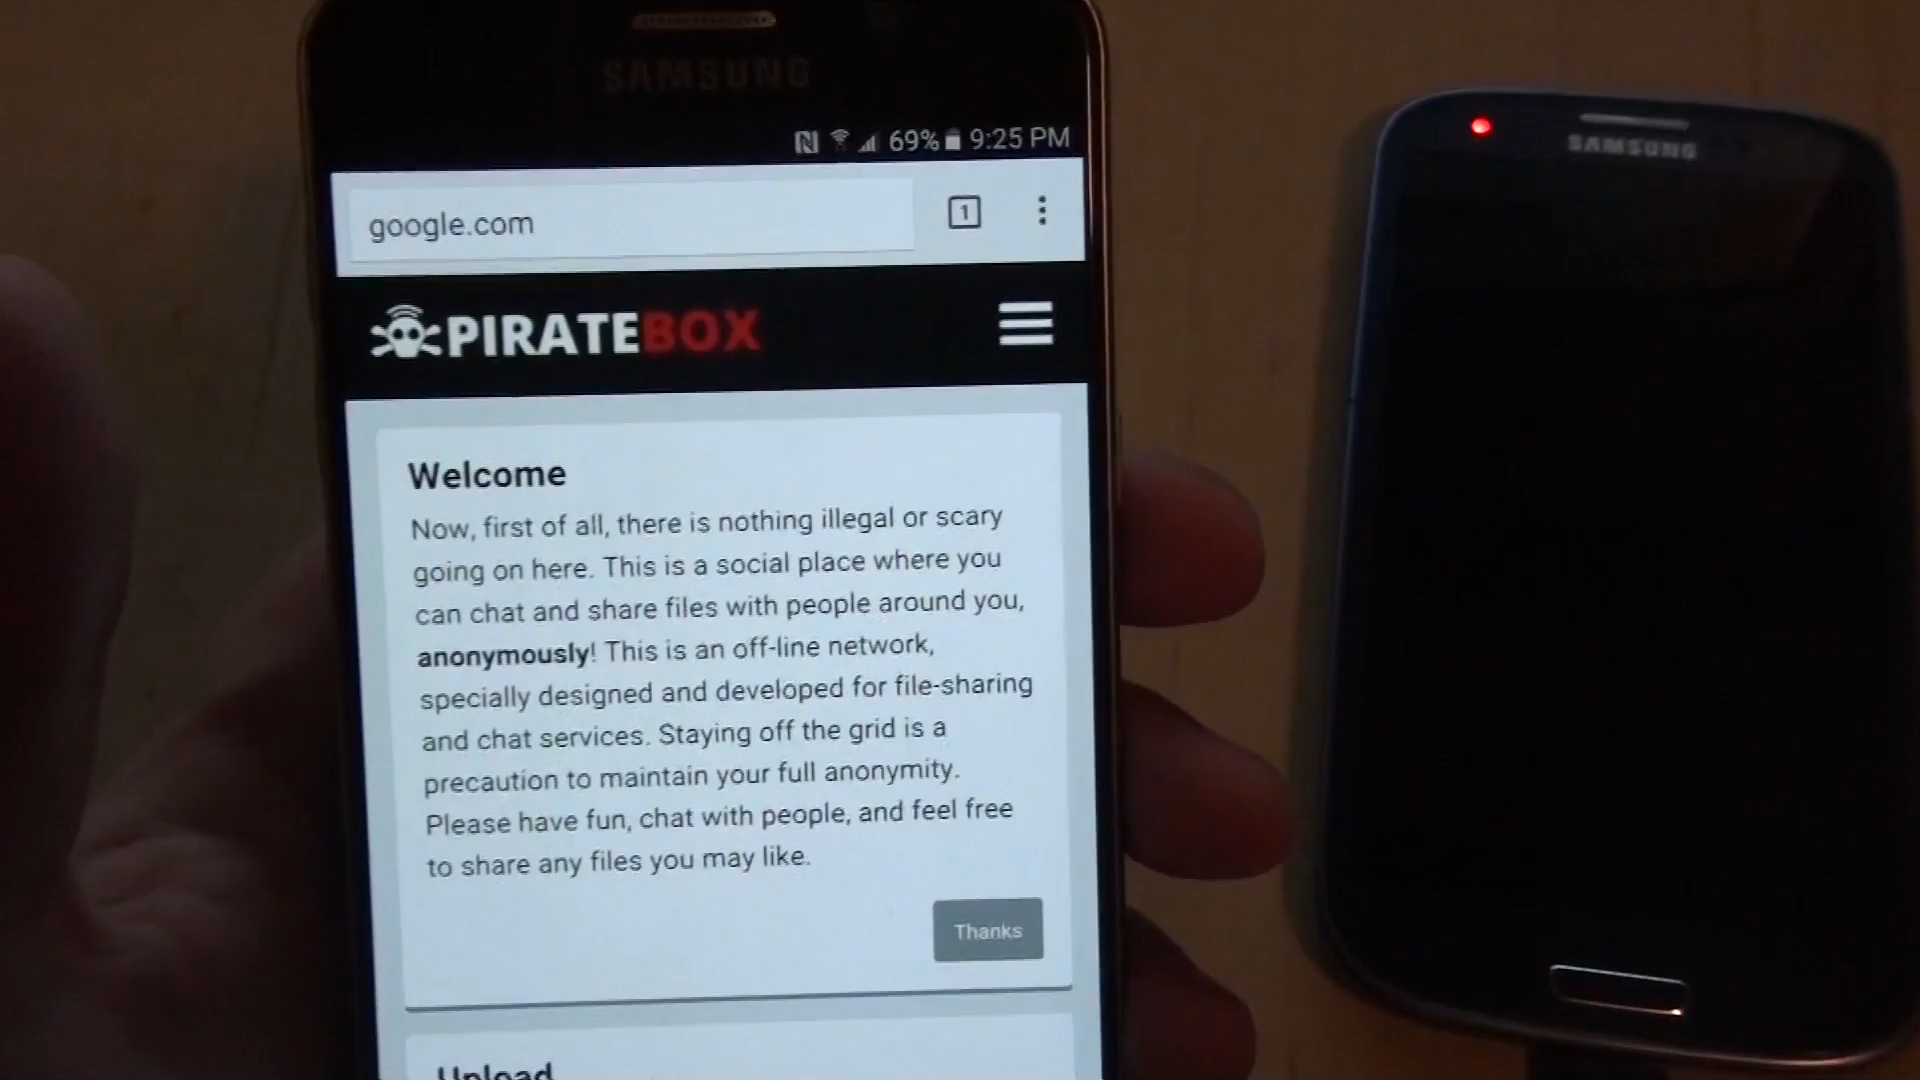 SAMSUNG
69% 9:25 PM
SAMSUNG
google.com
1
PIRATEBOX
Welcome
Now, first of all, there is nothing illegal or scary
going on here. This is a social place where you
can chat and share files with people around you,
anonymously! This is an off-line network,
specially designed and developed for file-sharing
and chat services. Staying off the grid is a
precaution to maintain your full anonymity.
Please have fun, chat with people, and feel free
to share any files you may like.
Thanks
Upload